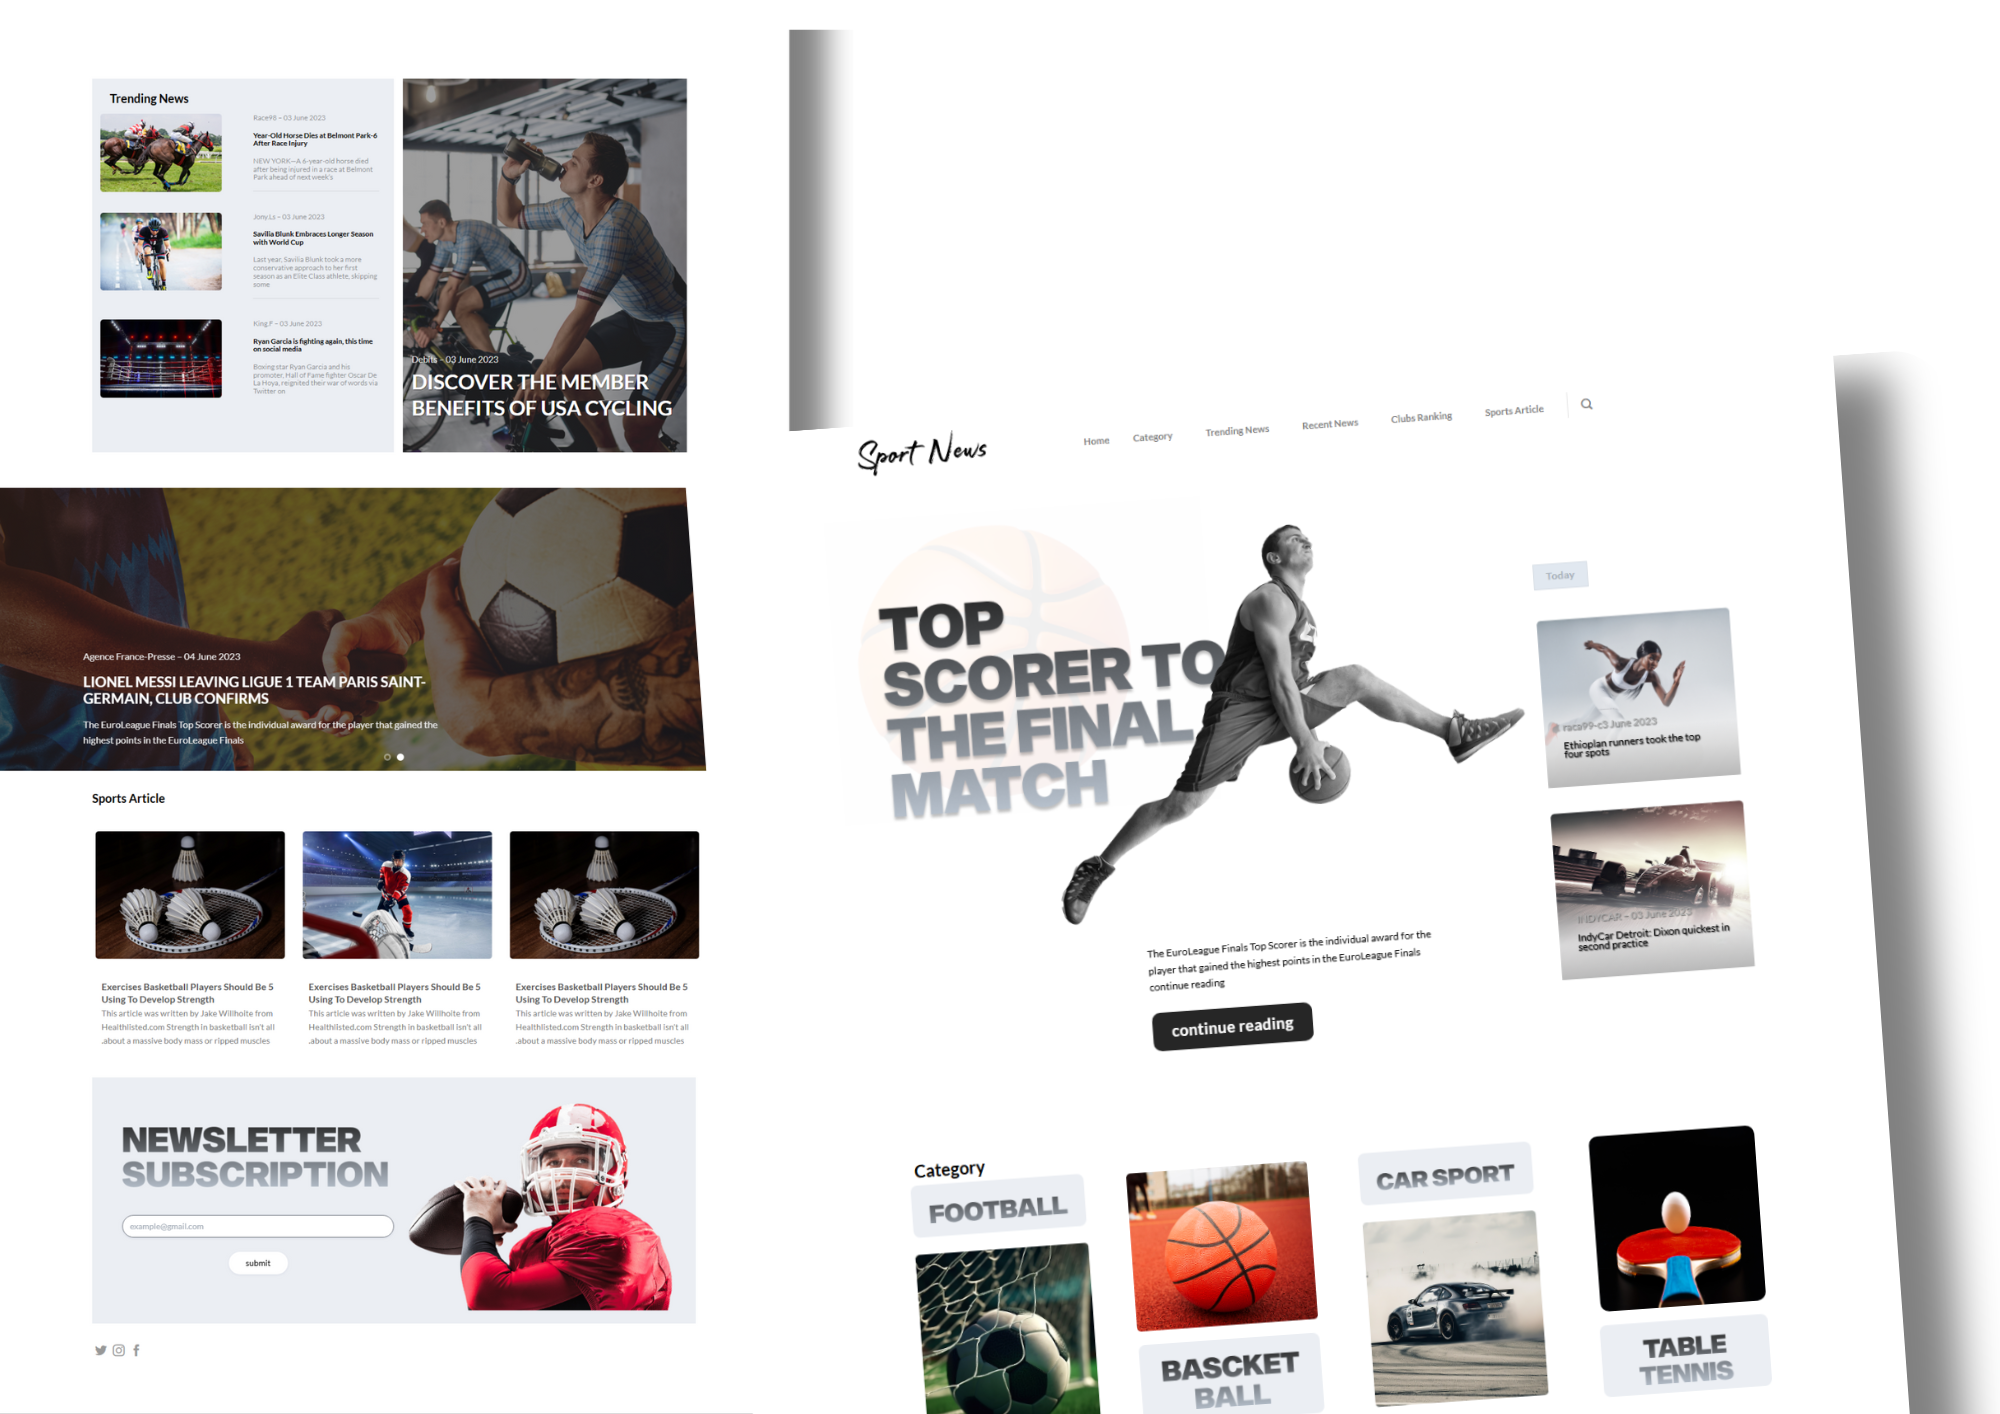 Trending News
Race98 – 03 June 2023
Year-Old Horse Dies at Belmont Park-6
After Race Injury
NEW YORK—A 6-year-old horse died
after being injured in a race at Belmont
Park ahead of next week's
Jony.Ls – 03 June 2023
Savilia Blunk Embraces Longer Season
with World Cup
Last year, Savilia Blunk took a more
conservative approach to her first
season as an Elite Class athlete, skipping
some
King F – 03 June 2023
Ryan Garcia is fighting again, this time
on social media
Boxing star Ryan Garcia and his
promoter, Hall of Fame fighter Oscar De
La Hoya, reignited their war of words via
Twitter on
Debits – 03 June 2023
DISCOVER THE MEMBER
BENEFITS OF USA CYCLING
Agence France-Presse – 04 June 2023
LIONEL MESSI LEAVING LIGUE 1 TEAM PARIS SAINT-
GERMAIN, CLUB CONFIRMS
The EuroLeague Finals Top Scorer is the individual award for the player that gained the
highest points in the EuroLeague Finals
Sports Article
Exercises Basketball Players Should Be 5
Using To Develop Strength
This article was written by Jake Willhoite from
Healthlisted.com Strength in basketball isn't all
.about a massive body mass or ripped muscles
Exercises Basketball Players Should Be 5
Using To Develop Strength
This article was written by Jake Willhoite from
Healthlisted.com Strength in basketball isn't all
.about a massive body mass or ripped muscles
Exercises Basketball Players Should Be 5
Using To Develop Strength
This article was written by Jake Willhoite from
Healthlisted.com Strength in basketball isn't all
.about a massive body mass or ripped muscles
NEWSLETTER
SUBSCRIPTION
example@gmail.com
submit
Sport News
Home
Category
Trending News
Recent News
Clubs Ranking
Sports Article
TOP
SCORER TO
THE FINAL
MATCH
The EuroLeague Finals Top Scorer is the individual award for the
player that gained the highest points in the EuroLeague Finals
continue reading
continue reading
Today
race99-c3 June 2023
Ethiopian runners took the top
four spots
INDYCAR – 03 June 2023
IndyCar Detroit: Dixon quickest in
second practice
Category
FOOTBALL
BASCKET
BALL
CAR SPORT
TABLE
TENNIS